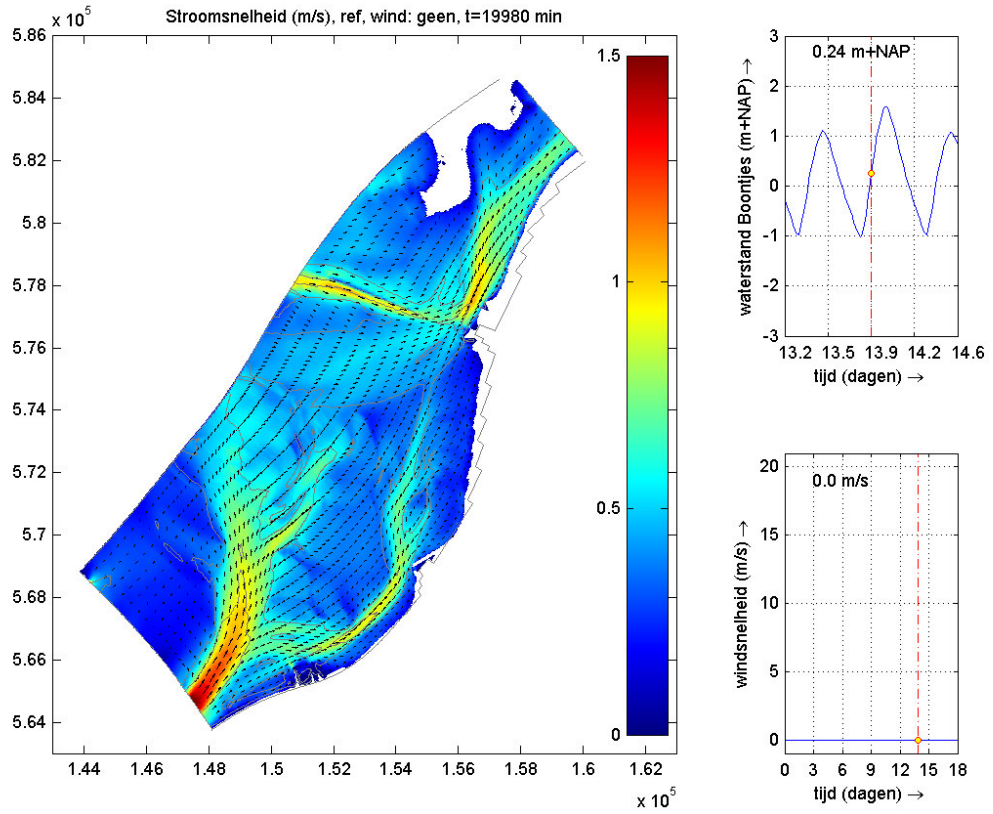 Stroomsnelheid (m/s), ref, wind: geen, t=19980 min
x 10⁵
5.86
5.84
5.82
5.8
5.78
5.76
5.74
5.72
5.7
5.68
5.66
5.64
1.44 1.46 1.48 1.5 1.52 1.54 1.56 1.58 1.6 1.62
x 10⁵
1.5
1
0.5
0
0.24 m+NAP
waterstand Boontjes (m+NAP) →
3
2
1
0
-1
-2
-3
13.2 13.5 13.9 14.2 14.6
tijd (dagen) →
0.0 m/s
windsnelheid (m/s) →
20
15
10
5
0
0 3 6 9 12 15 18
tijd (dagen) →